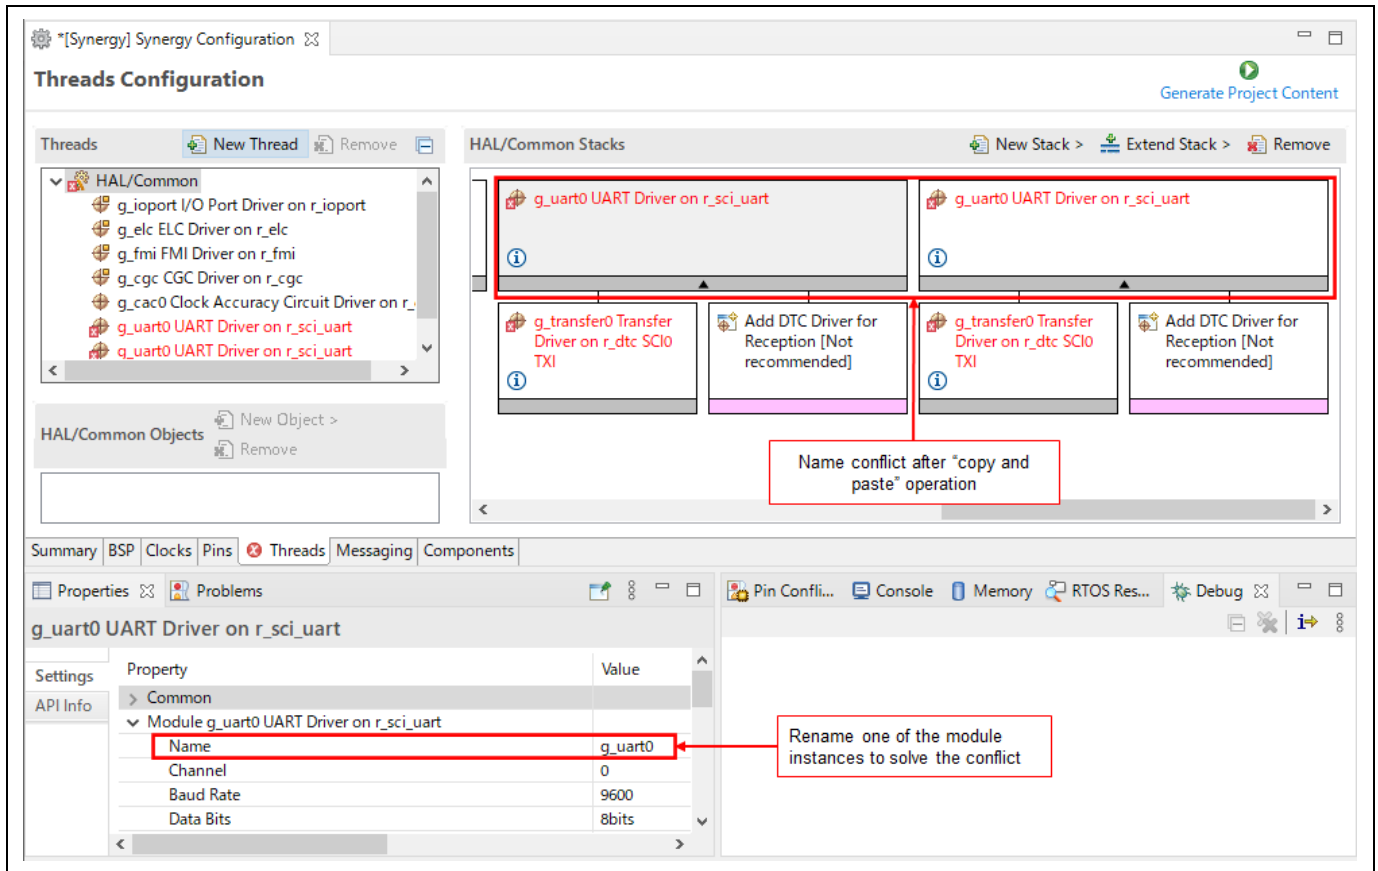 *[Synergy] Synergy Configuration
Threads Configuration
Generate Project Content
Threads
New Thread
Remove
HAL/Common Stacks
New Stack >
Extend Stack >
Remove
HAL/Common
g_ioport I/O Port Driver on r_ioport
g_elc ELC Driver on r_elc
g_fmi FMI Driver on r_fmi
g_cgc CGC Driver on r_cgc
g_cac0 Clock Accuracy Circuit Driver on r_
g_uart0 UART Driver on r_sci_uart
g_uart0 UART Driver on r_sci_uart
g_uart0 UART Driver on r_sci_uart
g_uart0 UART Driver on r_sci_uart
g_transfer0 Transfer
Driver on r_dtc SCI0
TXI
Add DTC Driver for
Reception [Not
recommended]
g_transfer0 Transfer
Driver on r_dtc SCI0
TXI
Add DTC Driver for
Reception [Not
recommended]
HAL/Common Objects
New Object >
Remove
Name conflict after “copy and
paste” operation
Summary
BSP
Clocks
Pins
Threads
Messaging
Components
Properties
Problems
Pin Confli...
Console
Memory
RTOS Res...
Debug
g_uart0 UART Driver on r_sci_uart
Settings
API Info
Property
Value
Common
Module g_uart0 UART Driver on r_sci_uart
Name
g_uart0
Channel
0
Baud Rate
9600
Data Bits
8bits
Rename one of the module
instances to solve the conflict